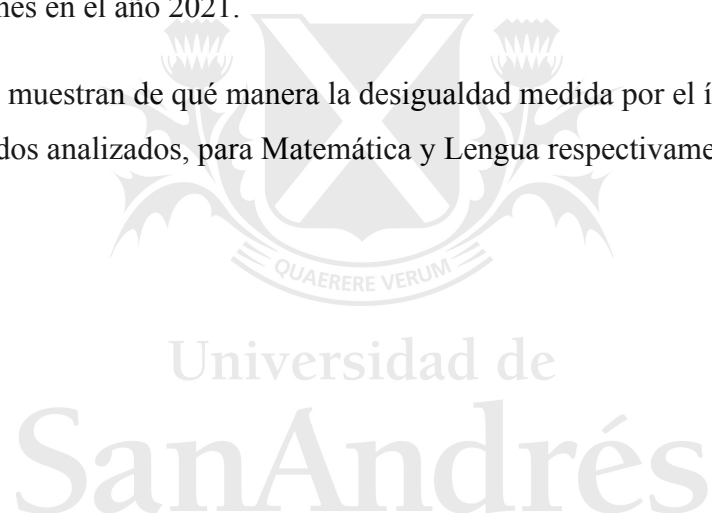 nes en el año 2021.
muestran de qué manera la desigualdad medida por el í
dos analizados, para Matemática y Lengua respectivame
QUAERERE VERUM
Universidad de
SanAndrés